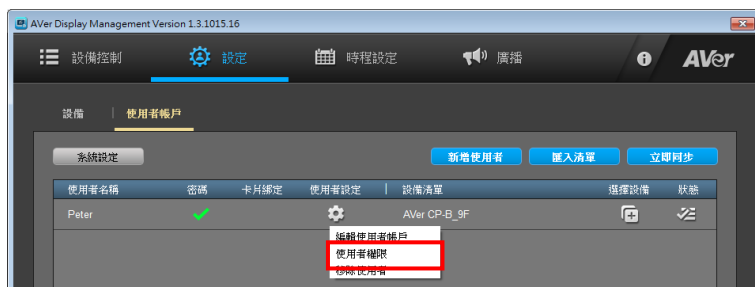 AVer Display Management Version 1.3.1015.16
設備控制 設定 時程設定 廣播 AVer
設備 | 使用者帳戶
系統設定 新增使用者 匯入清單 立即同步
使用者名稱 密碼 卡片綁定 使用者設定 設備清單 選擇設備 狀態
Peter AVer CP-B_9F
編輯使用者帳戶
使用者權限
移除使用者